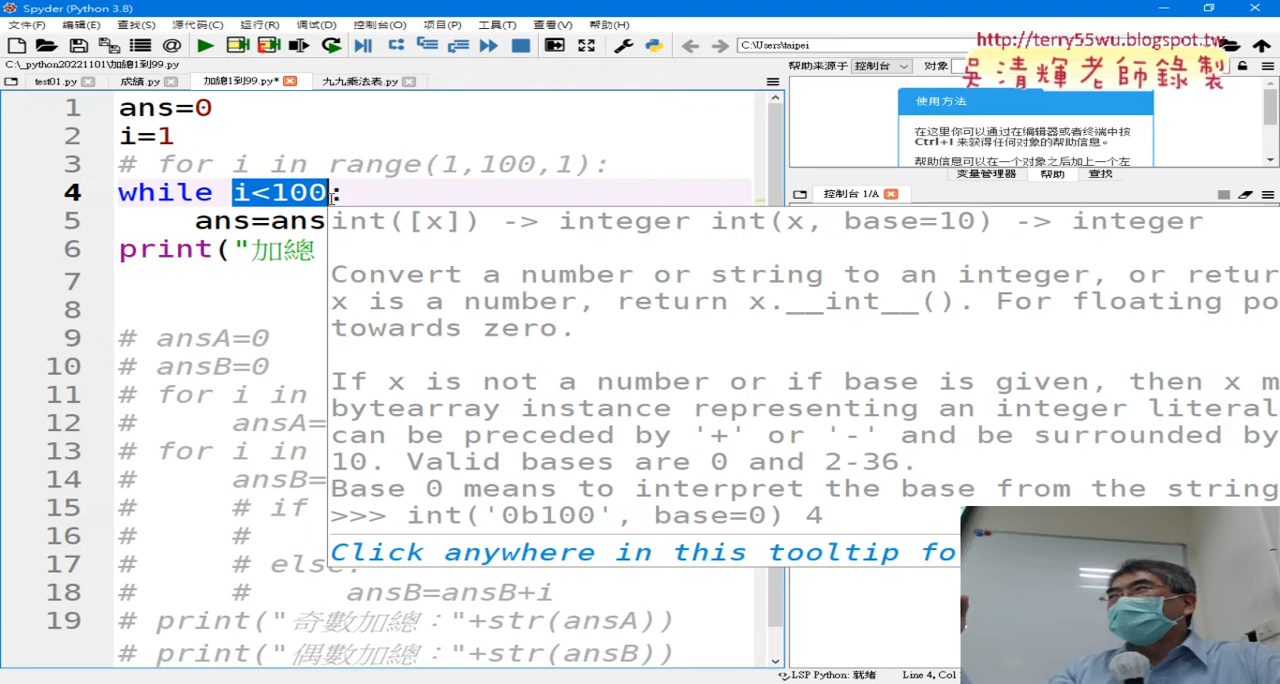 Spyder (Python 3.8)
文件(F) 编辑(E) 查找(S) 源代码(C) 运行(R) 调试(D) 控制台(O) 项目(P) 工具(T) 查看(V) 帮助(H)
C:\Users\taipei
http://terry55wu.blogspot.tw
吳清輝老師錄製
C:\_python20221101\加總1到99.py
帮助来源于 控制台 对象
test01.py 成績.py 加總1到99.py* 九九乘法表.py
使用方法
在这里你可以通过在编辑器或者终端中按
Ctrl+I 来获得任何对象的帮助信息。
帮助信息可以在一个对象之后加上一个左
变量管理器 帮助 查找
控制台 1/A
1 ans=0
2 i=1
3 # for i in range(1,100,1):
4 while i<100:
5 ans=ans
6 print("加總
7
8
9 # ansA=0
10 # ansB=0
11 # for i in
12 # ansA=
13 # for i in
14 # ansB=
15 # # if
16 # #
17 # # else:
18 # # ansB=ansB+i
19 # print("奇數加總："+str(ansA))
# print("偶數加總："+str(ansB))
int([x]) -> integer int(x, base=10) -> integer
Convert a number or string to an integer, or retur
x is a number, return x.__int__(). For floating po
towards zero.
If x is not a number or if base is given, then x m
bytearray instance representing an integer literal
can be preceded by '+' or '-' and be surrounded by
10. Valid bases are 0 and 2-36.
Base 0 means to interpret the base from the string
>>> int('0b100', base=0) 4
Click anywhere in this tooltip fo
LSP Python: 就绪 Line 4, Col